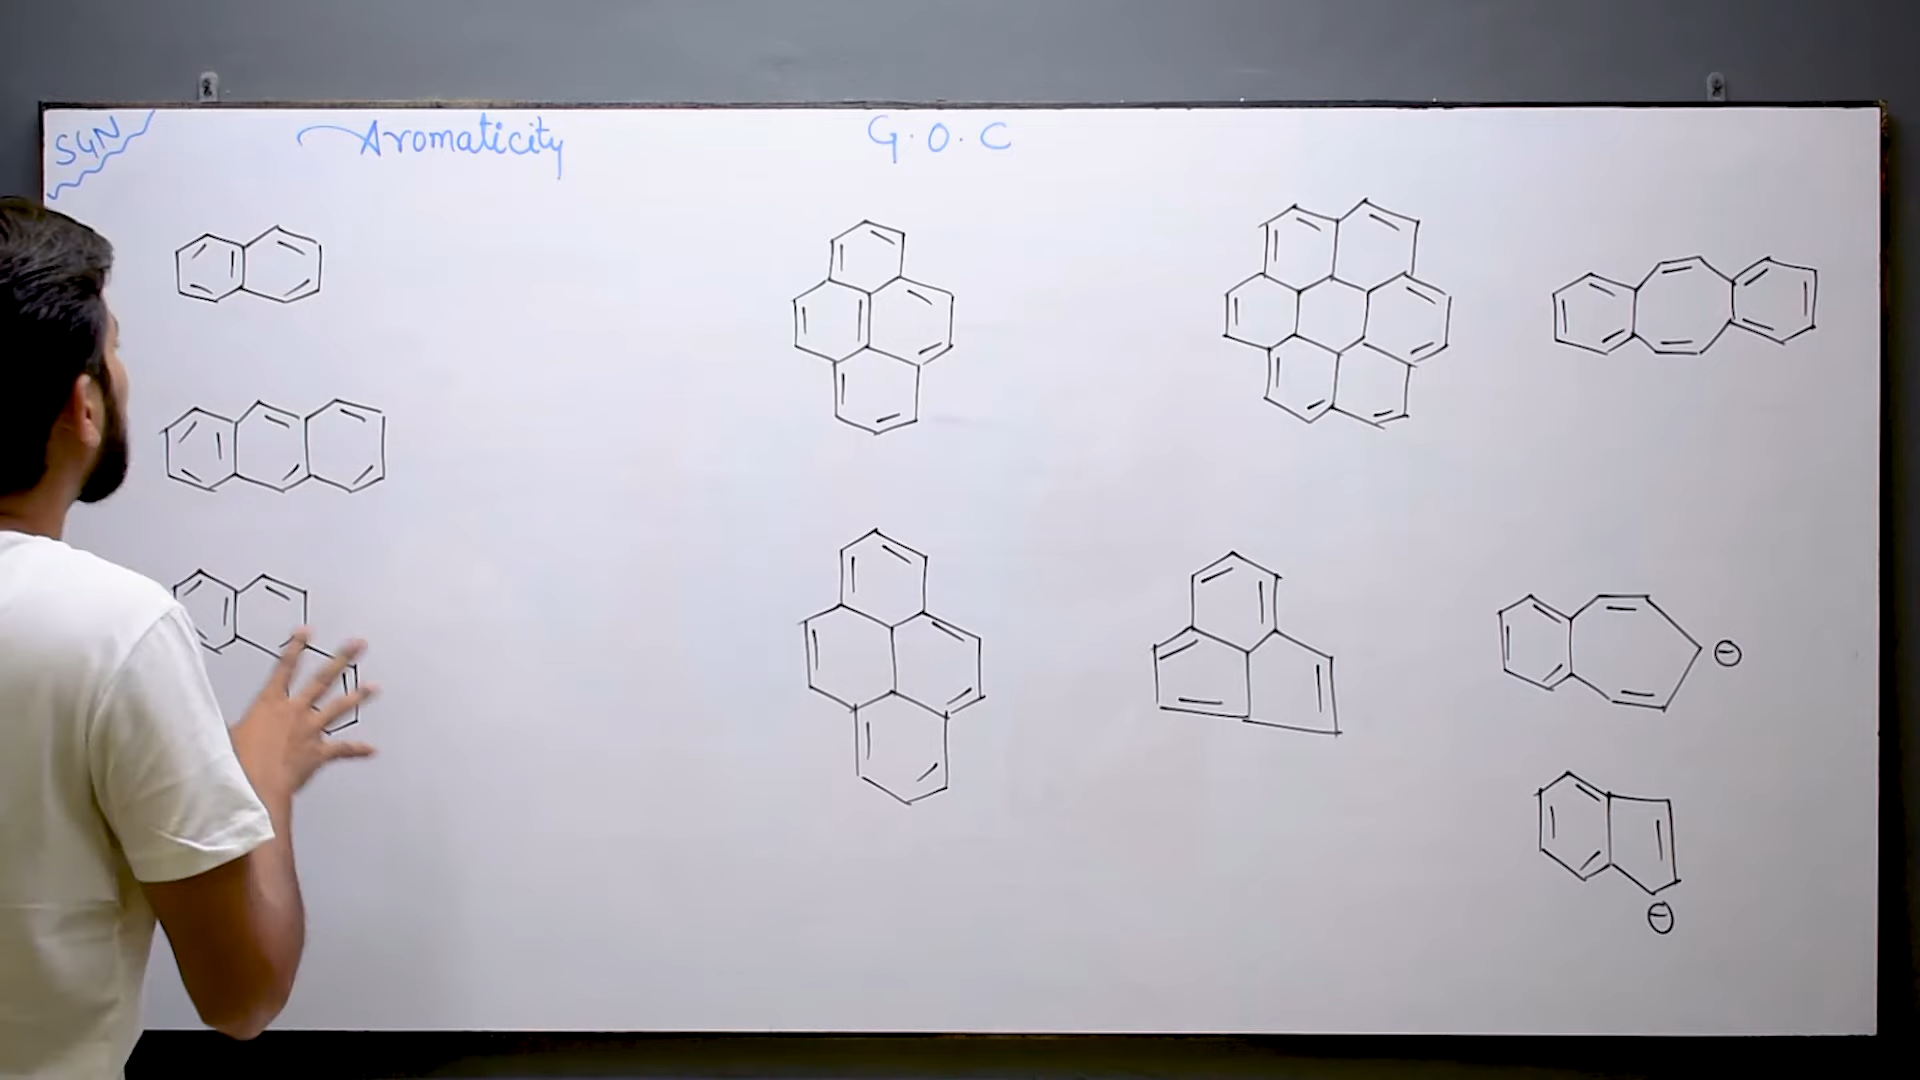 SGN
Aromaticity
G.O.C
⊖
⊖